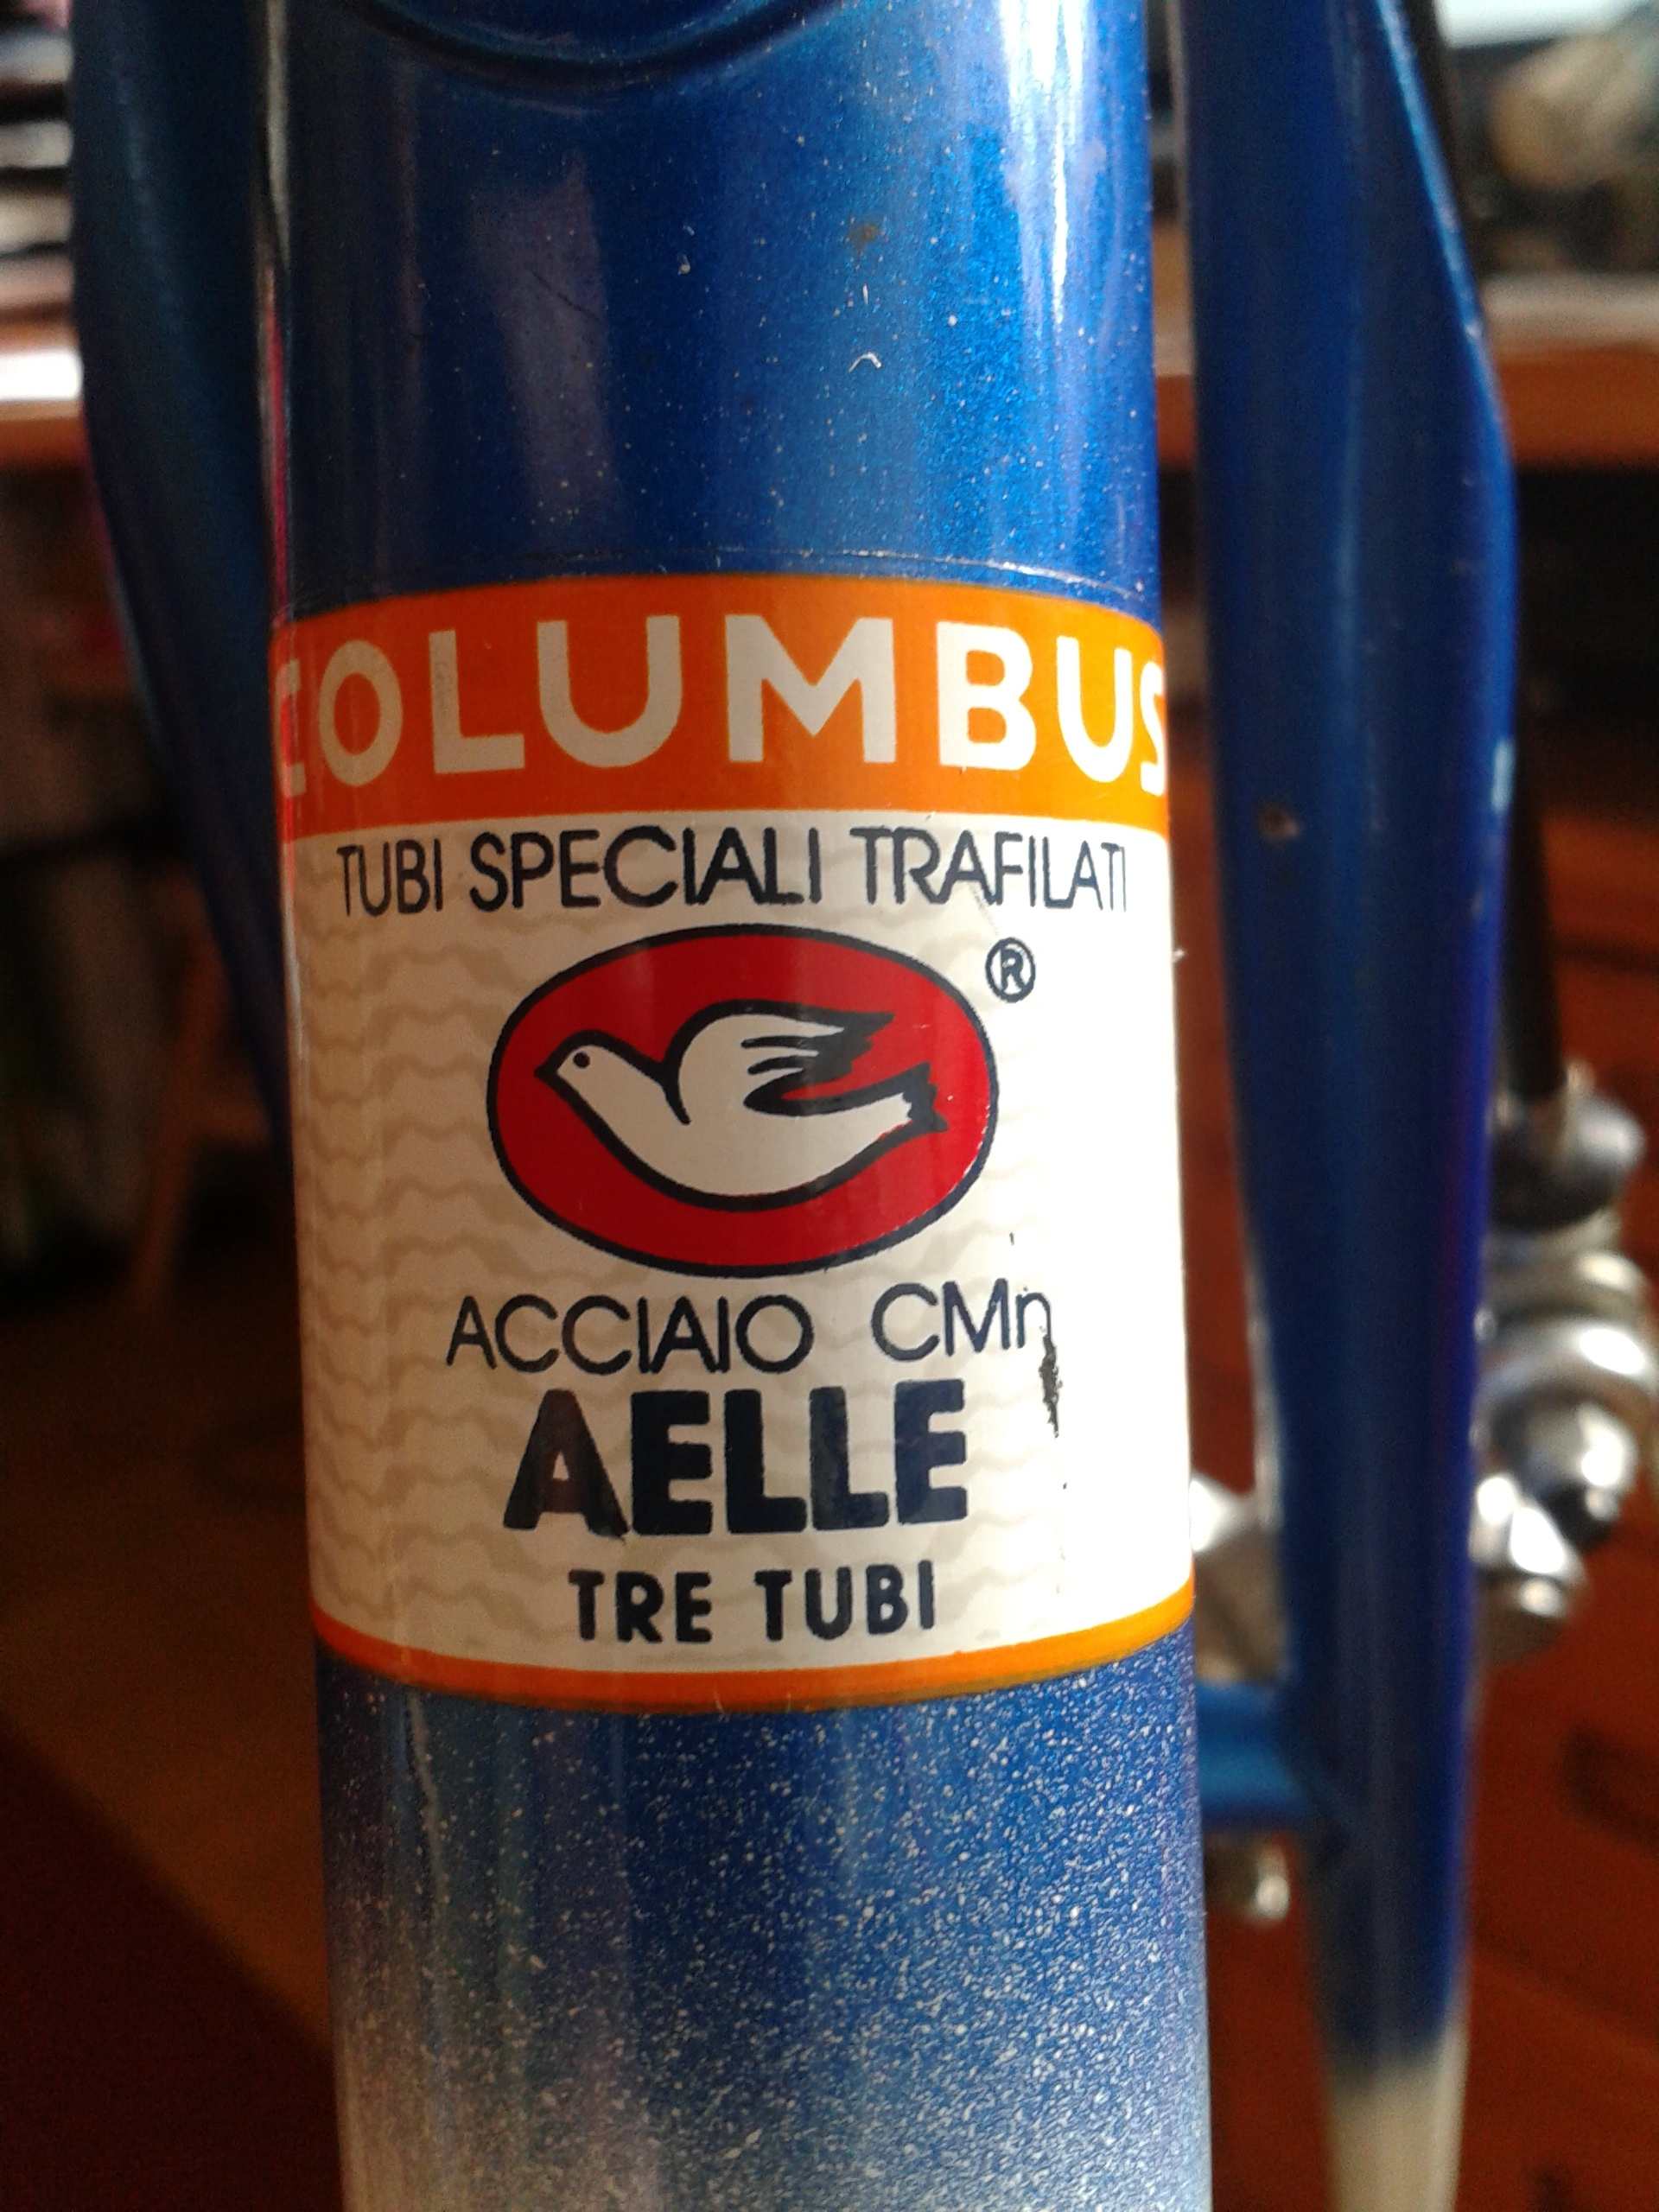 COLUMBUS
TUBI SPECIALI TRAFILATI
®
ACCIAIO CMn
AELLE
TRE TUBI